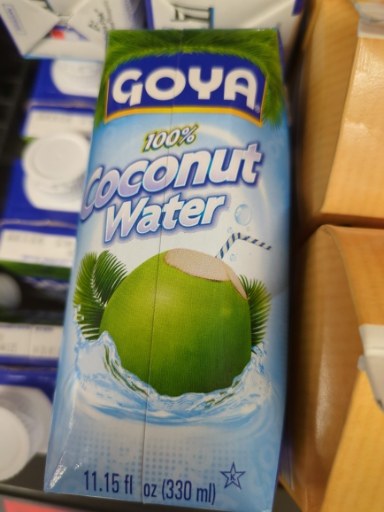 GOYA
100%
Coconut
Water
11.15 fl oz (330 ml)
K